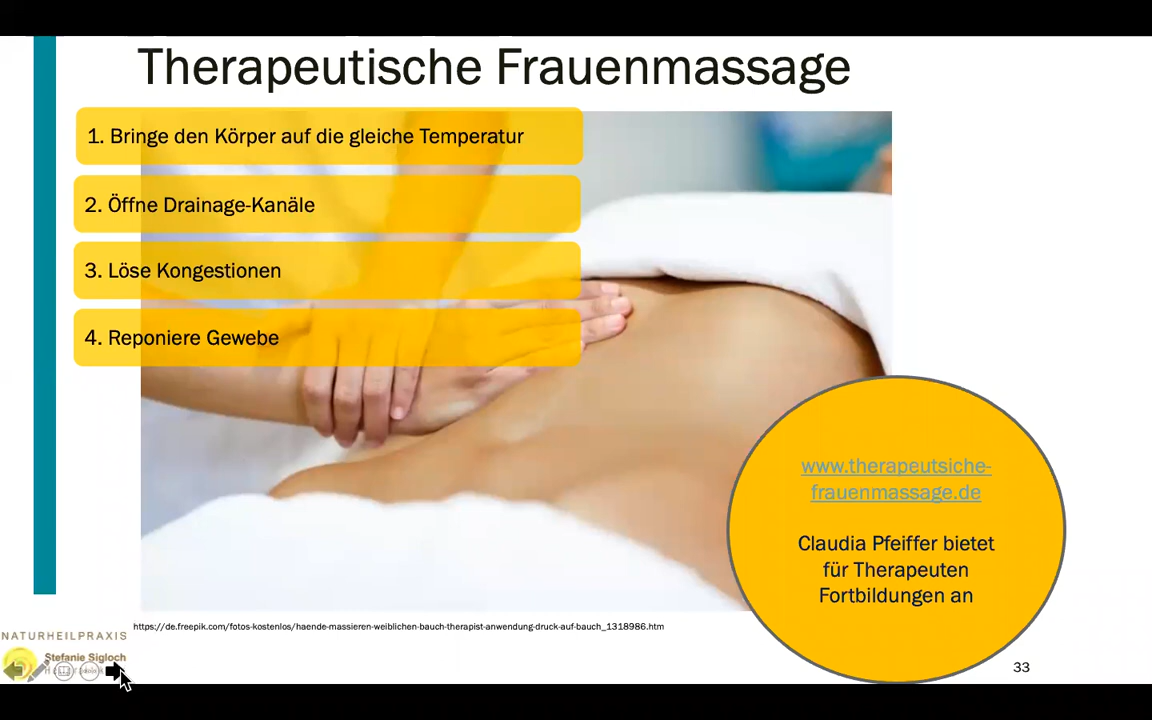 Therapeutische Frauenmassage
1. Bringe den Körper auf die gleiche Temperatur
2. Öffne Drainage-Kanäle
3. Löse Kongestionen
4. Reponiere Gewebe
www.therapeutsiche-
frauenmassage.de
Claudia Pfeiffer bietet
für Therapeuten
Fortbildungen an
https://de.freepik.com/fotos-kostenlos/haende-massieren-weiblichen-bauch-therapist-anwendung-druck-auf-bauch_1318986.htm
NATURHEILPRAXIS
Stefanie Sigloch
33